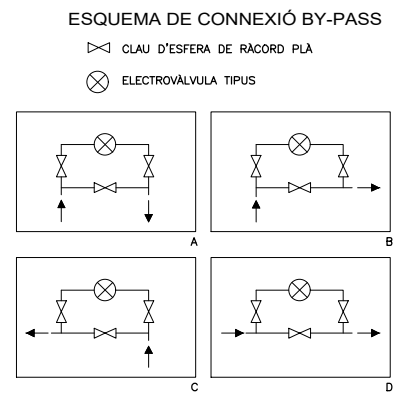 ESQUEMA DE CONNEXIÓ BY-PASS
CLAU D'ESFERA DE RÀCORD PLÀ
ELECTROVÀLVULA TIPUS
A
B
C
D